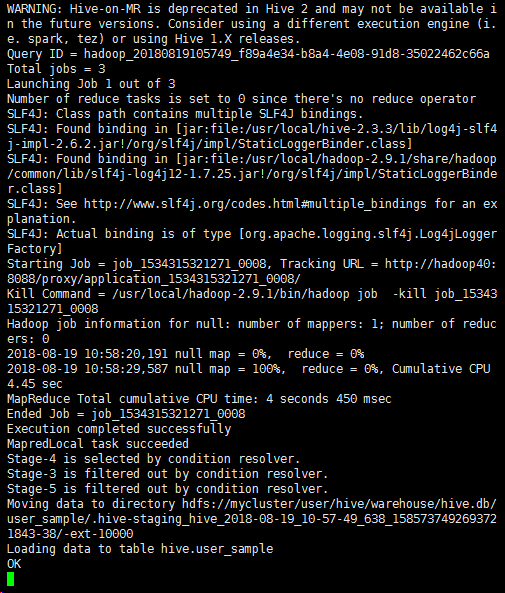 WARNING: Hive-on-MR is deprecated in Hive 2 and may not be available i
n the future versions. Consider using a different execution engine (i.
e. spark, tez) or using Hive 1.X releases.
Query ID = hadoop_20180819105749_f89a4e34-b8a4-4e08-91d8-35022462c66a
Total jobs = 3
Launching Job 1 out of 3
Number of reduce tasks is set to 0 since there's no reduce operator
SLF4J: Class path contains multiple SLF4J bindings.
SLF4J: Found binding in [jar:file:/usr/local/hive-2.3.3/lib/log4j-slf4
j-impl-2.6.2.jar!/org/slf4j/impl/StaticLoggerBinder.class]
SLF4J: Found binding in [jar:file:/usr/local/hadoop-2.9.1/share/hadoop
/common/lib/slf4j-log4j12-1.7.25.jar!/org/slf4j/impl/StaticLoggerBinde
r.class]
SLF4J: See http://www.slf4j.org/codes.html#multiple_bindings for an ex
planation.
SLF4J: Actual binding is of type [org.apache.logging.slf4j.Log4jLogger
Factory]
Starting Job = job_1534315321271_0008, Tracking URL = http://hadoop40:
8088/proxy/application_1534315321271_0008/
Kill Command = /usr/local/hadoop-2.9.1/bin/hadoop job  -kill job_15343
15321271_0008
Hadoop job information for null: number of mappers: 1; number of reduc
ers: 0
2018-08-19 10:58:20,191 null map = 0%,  reduce = 0%
2018-08-19 10:58:29,587 null map = 100%,  reduce = 0%, Cumulative CPU
4.45 sec
MapReduce Total cumulative CPU time: 4 seconds 450 msec
Ended Job = job_1534315321271_0008
Execution completed successfully
MapredLocal task succeeded
Stage-4 is selected by condition resolver.
Stage-3 is filtered out by condition resolver.
Stage-5 is filtered out by condition resolver.
Moving data to directory hdfs://mycluster/user/hive/warehouse/hive.db/
user_sample/.hive-staging_hive_2018-08-19_10-57-49_638_158573749269372
1843-38/-ext-10000
Loading data to table hive.user_sample
OK